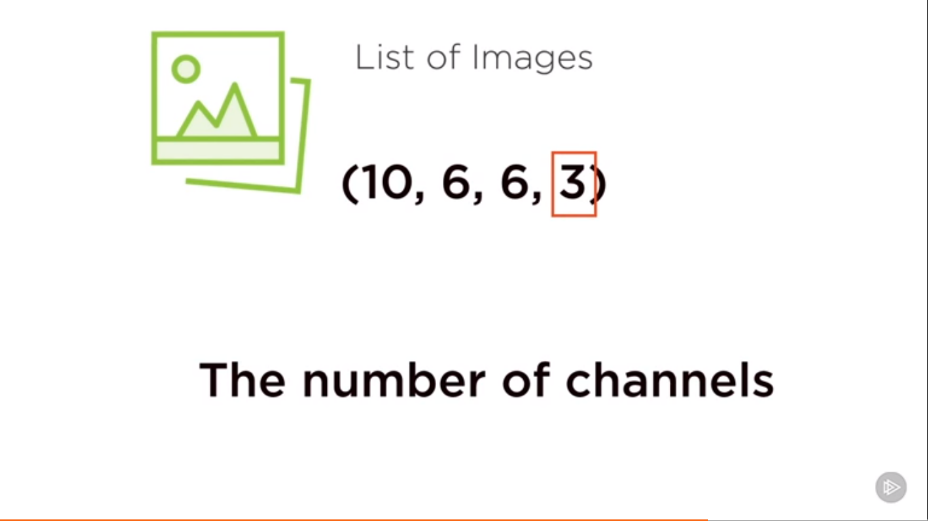 List of Images
(10, 6, 6, 3)
The number of channels